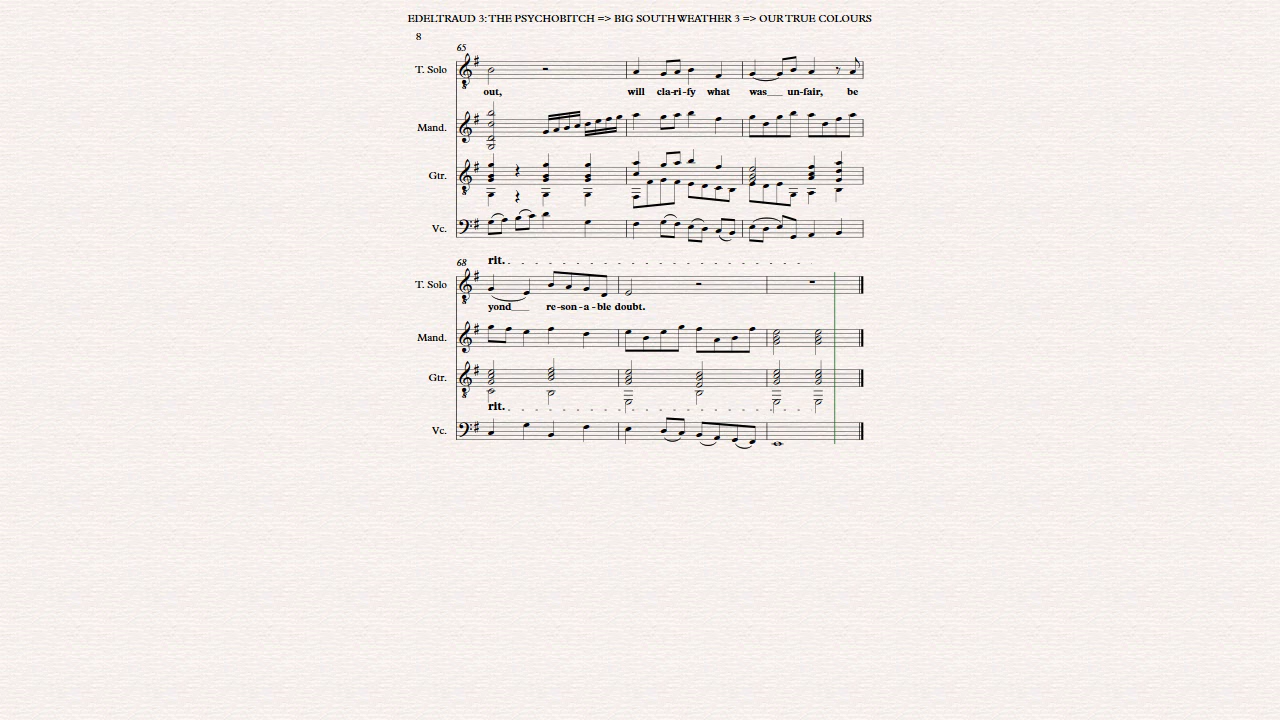 EDELTRAUD 3: THE PSYCHOBITCH => BIG SOUTH WEATHER 3 => OUR TRUE COLOURS
8
65
T. Solo
out, will cla-ri-fy what was___ un-fair, be
Mand.
Gtr.
Vc.
68
rit.
T. Solo
yond___ re-son-a-ble doubt.
Mand.
Gtr.
rit.
Vc.